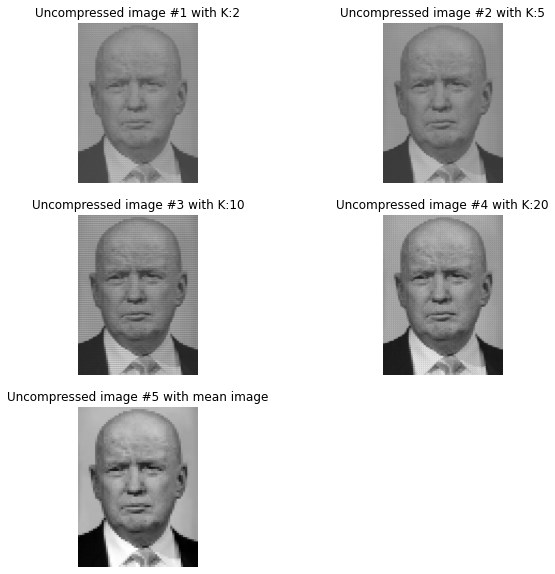 Uncompressed image #1 with K:2
Uncompressed image #2 with K:5
Uncompressed image #3 with K:10
Uncompressed image #4 with K:20
Uncompressed image #5 with mean image